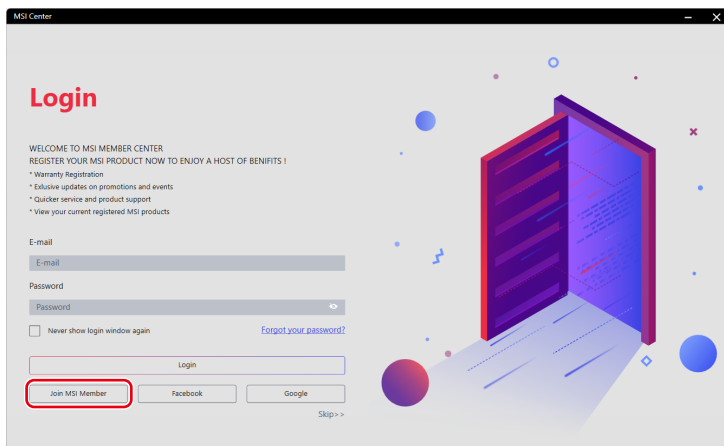 MSI Center
Login
WELCOME TO MSI MEMBER CENTER
REGISTER YOUR MSI PRODUCT NOW TO ENJOY A HOST OF BENIFITS !
* Warranty Registration
* Exlusive updates on promotions and events
* Quicker service and product support
* View your current registered MSI products
E-mail
E-mail
Password
Password
Never show login window again
Forgot your password?
Login
Join MSI Member
Facebook
Google
Skip>>